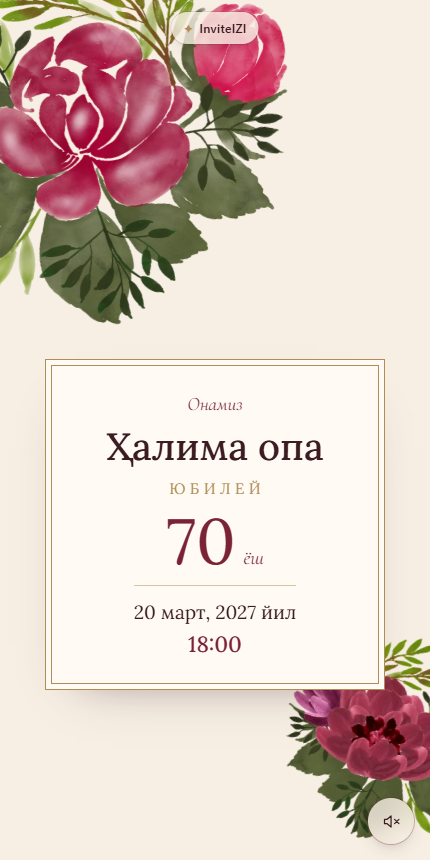 InviteIZI
Онамиз
Ҳалима опа
ЮБИЛЕЙ
70 ёш
20 март, 2027 йил
18:00